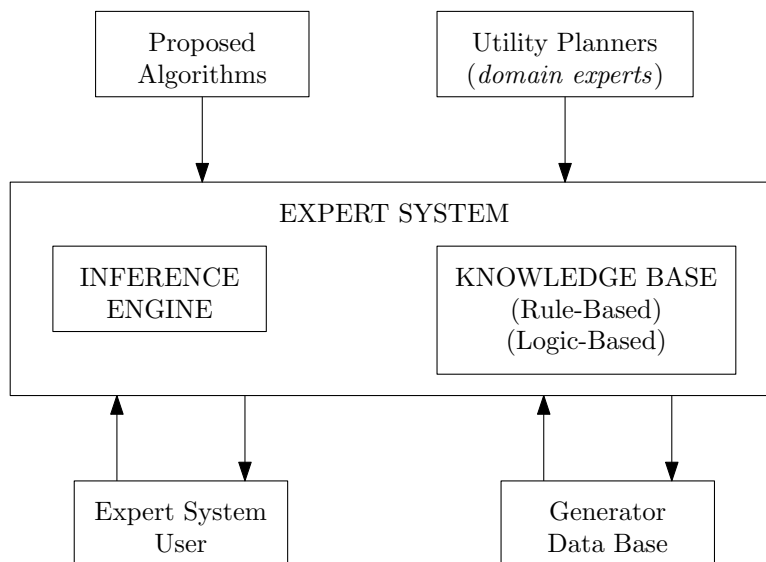 Proposed
Algorithms
Utility Planners
(domain experts)
EXPERT SYSTEM
INFERENCE
ENGINE
KNOWLEDGE BASE
(Rule-Based)
(Logic-Based)
Expert System
User
Generator
Data Base